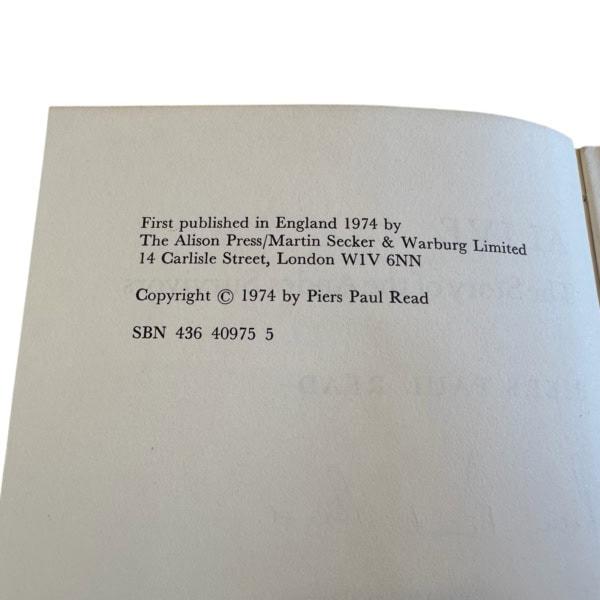 First published in England 1974 by
The Alison Press/Martin Secker & Warburg Limited
14 Carlisle Street, London W1V 6NN
Copyright © 1974 by Piers Paul Read
SBN 436 40975 5